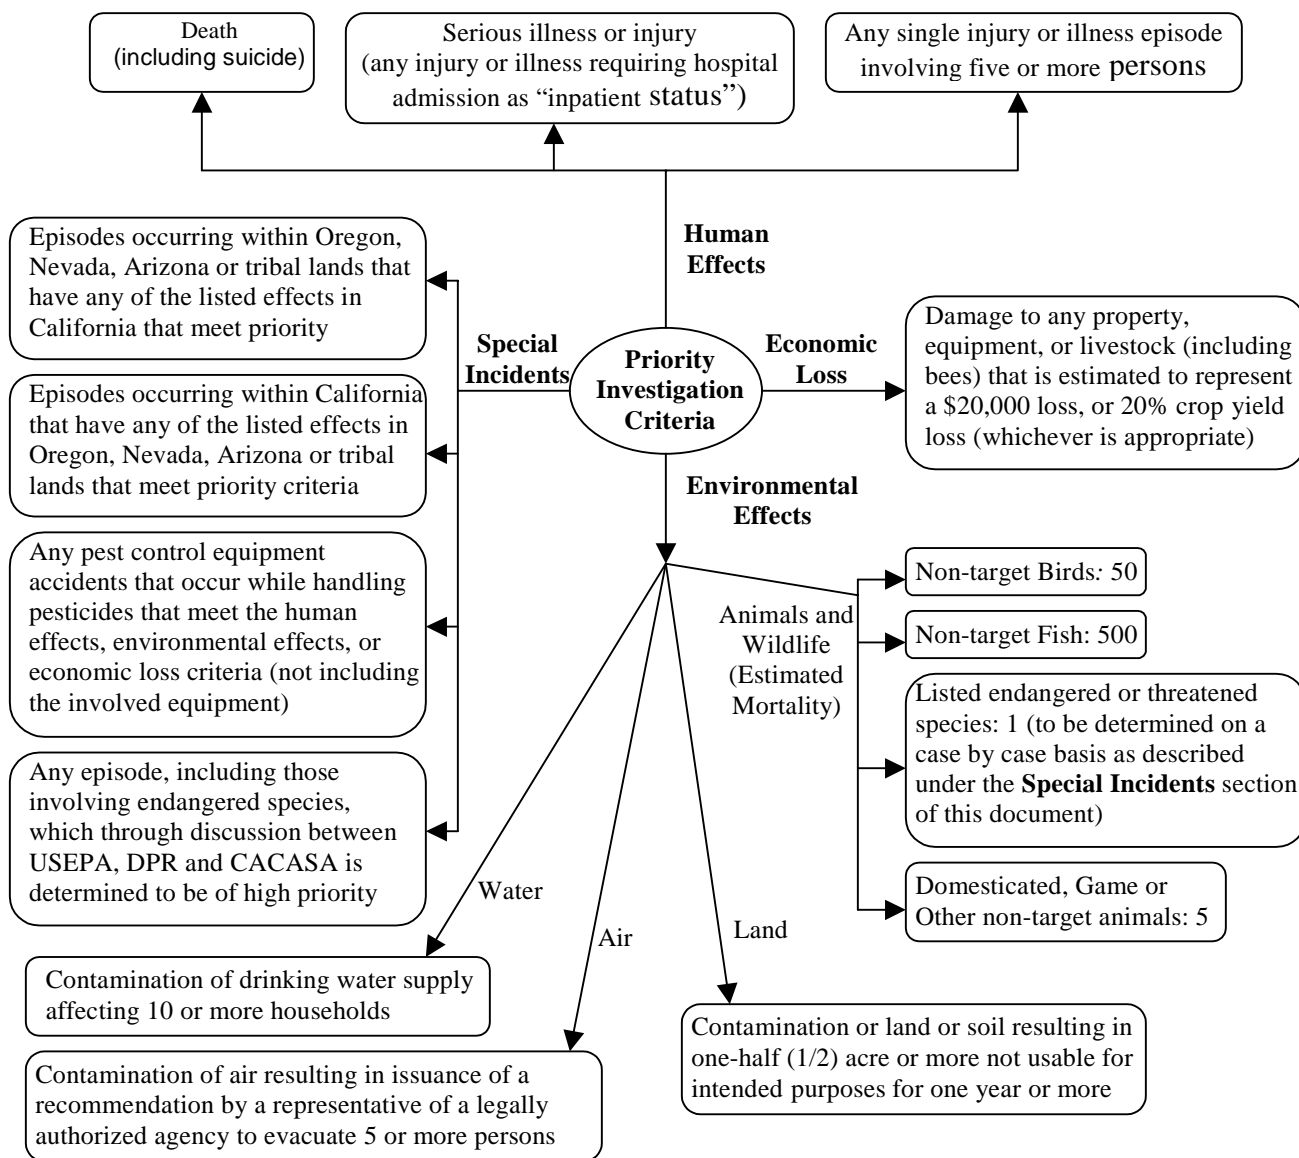 Death
(including suicide)
Serious illness or injury
(any injury or illness requiring hospital
admission as “inpatient status”)
Any single injury or illness episode
involving five or more persons
Human
Effects
Episodes occurring within Oregon,
Nevada, Arizona or tribal lands that
have any of the listed effects in
California that meet priority
Special
Incidents
Priority
Investigation
Criteria
Economic
Loss
Damage to any property,
equipment, or livestock (including
bees) that is estimated to represent
a $20,000 loss, or 20% crop yield
loss (whichever is appropriate)
Episodes occurring within California
that have any of the listed effects in
Oregon, Nevada, Arizona or tribal
lands that meet priority criteria
Environmental
Effects
Any pest control equipment
accidents that occur while handling
pesticides that meet the human
effects, environmental effects, or
economic loss criteria (not including
the involved equipment)
Animals and
Wildlife
(Estimated
Mortality)
Non-target Birds: 50
Non-target Fish: 500
Listed endangered or threatened
species: 1 (to be determined on a
case by case basis as described
under the Special Incidents section
of this document)
Domesticated, Game or
Other non-target animals: 5
Any episode, including those
involving endangered species,
which through discussion between
USEPA, DPR and CACASA is
determined to be of high priority
Water
Air
Land
Contamination of drinking water supply
affecting 10 or more households
Contamination of air resulting in issuance of a
recommendation by a representative of a legally
authorized agency to evacuate 5 or more persons
Contamination or land or soil resulting in
one-half (1/2) acre or more not usable for
intended purposes for one year or more